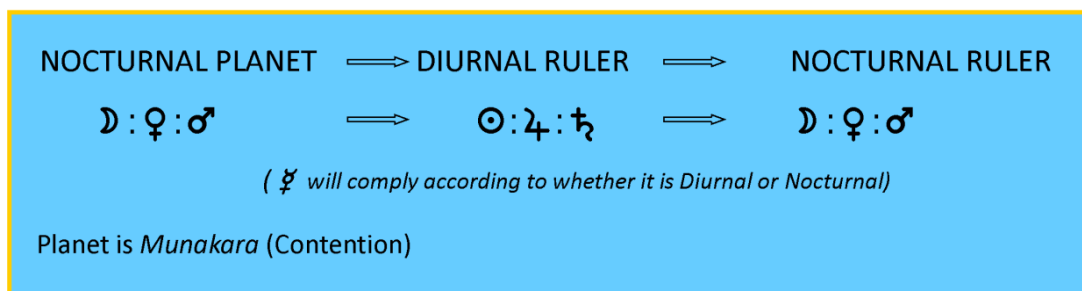 NOCTURNAL PLANET ⟹ DIURNAL RULER ⟹ NOCTURNAL RULER
☽ : ♀ : ♂ ⟹ ☉ : ♃ : ♄ ⟹ ☽ : ♀ : ♂
( ☿ will comply according to whether it is Diurnal or Nocturnal)
Planet is Munakara (Contention)